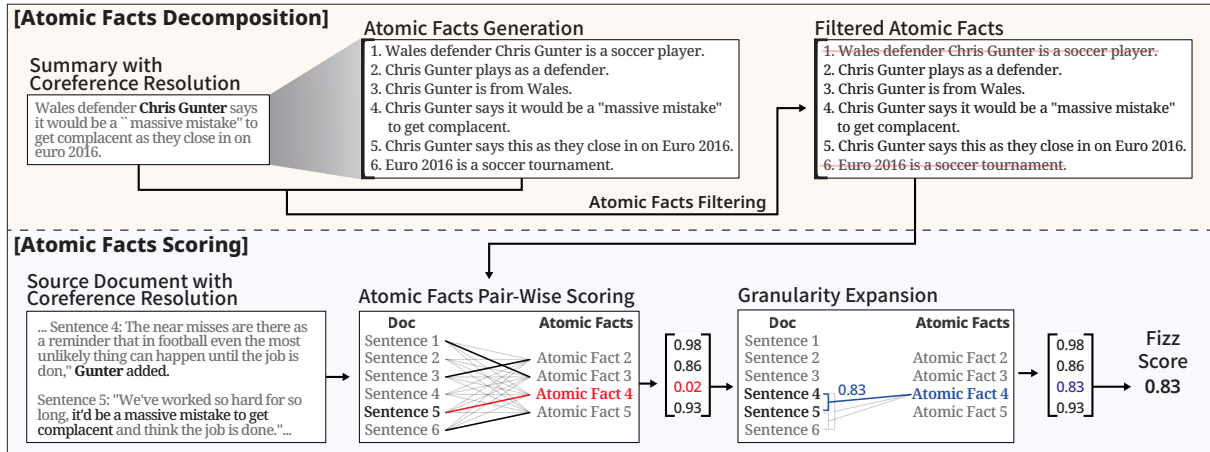 [Atomic Facts Decomposition]
Summary with
Coreference Resolution
Wales defender Chris Gunter says
it would be a `` massive mistake" to
get complacent as they close in on
euro 2016.
Atomic Facts Generation
1. Wales defender Chris Gunter is a soccer player.
2. Chris Gunter plays as a defender.
3. Chris Gunter is from Wales.
4. Chris Gunter says it would be a "massive mistake"
to get complacent.
5. Chris Gunter says this as they close in on Euro 2016.
6. Euro 2016 is a soccer tournament.
Filtered Atomic Facts
1. Wales defender Chris Gunter is a soccer player.
2. Chris Gunter plays as a defender.
3. Chris Gunter is from Wales.
4. Chris Gunter says it would be a "massive mistake"
to get complacent.
5. Chris Gunter says this as they close in on Euro 2016.
6. Euro 2016 is a soccer tournament.
Atomic Facts Filtering
[Atomic Facts Scoring]
Source Document with
Coreference Resolution
... Sentence 4: The near misses are there as
a reminder that in football even the most
unlikely thing can happen until the job is
don," Gunter added.
Sentence 5: "We've worked so hard for so
long, it'd be a massive mistake to get
complacent and think the job is done."...
Atomic Facts Pair-Wise Scoring
Doc
Sentence 1
Sentence 2
Sentence 3
Sentence 4
Sentence 5
Sentence 6
Atomic Facts
Atomic Fact 2
Atomic Fact 3
Atomic Fact 4
Atomic Fact 5
0.98
0.86
0.02
0.93
Granularity Expansion
Doc
Sentence 1
Sentence 2
Sentence 3
Sentence 4
Sentence 5
Sentence 6
0.83
Atomic Facts
Atomic Fact 2
Atomic Fact 3
Atomic Fact 4
Atomic Fact 5
0.98
0.86
0.83
0.93
Fizz
Score
0.83